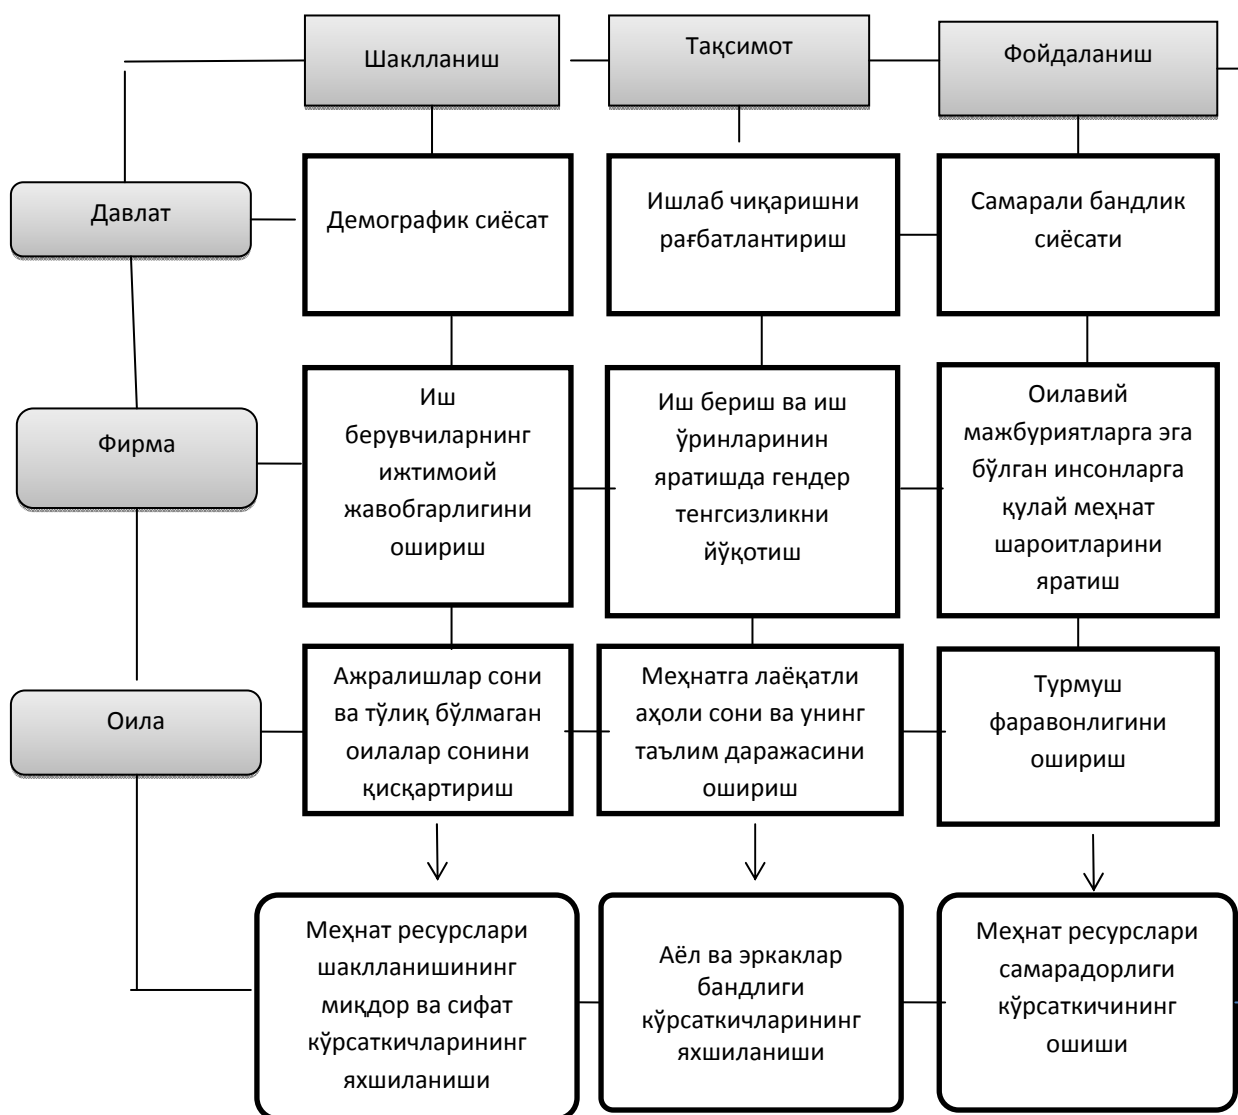 Шаклланиш
Тақсимот
Фойдаланиш
Давлат
Демографик сиёсат
Ишлаб чиқаришни
рағбатлантириш
Самарали бандлик
сиёсати
Фирма
Иш
берувчиларнинг
ижтимоий
жавобгарлигини
ошириш
Иш бериш ва иш
ўринларинин
яратишда гендер
тенгсизликни
йўқотиш
Оилавий
мажбуриятларга эга
бўлган инсонларга
қулай меҳнат
шароитларини
яратиш
Оила
Ажралишлар сони
ва тўлиқ бўлмаган
оилалар сонини
қисқартириш
Меҳнатга лаёқатли
аҳоли сони ва унинг
таълим даражасини
ошириш
Турмуш
фаравонлигини
ошириш
Меҳнат ресурслари
шаклланишининг
миқдор ва сифат
кўрсаткичларининг
яхшиланиши
Аёл ва эркаклар
бандлиги
кўрсаткичларининг
яхшиланиши
Меҳнат ресурслари
самарадорлиги
кўрсаткичининг
ошиши